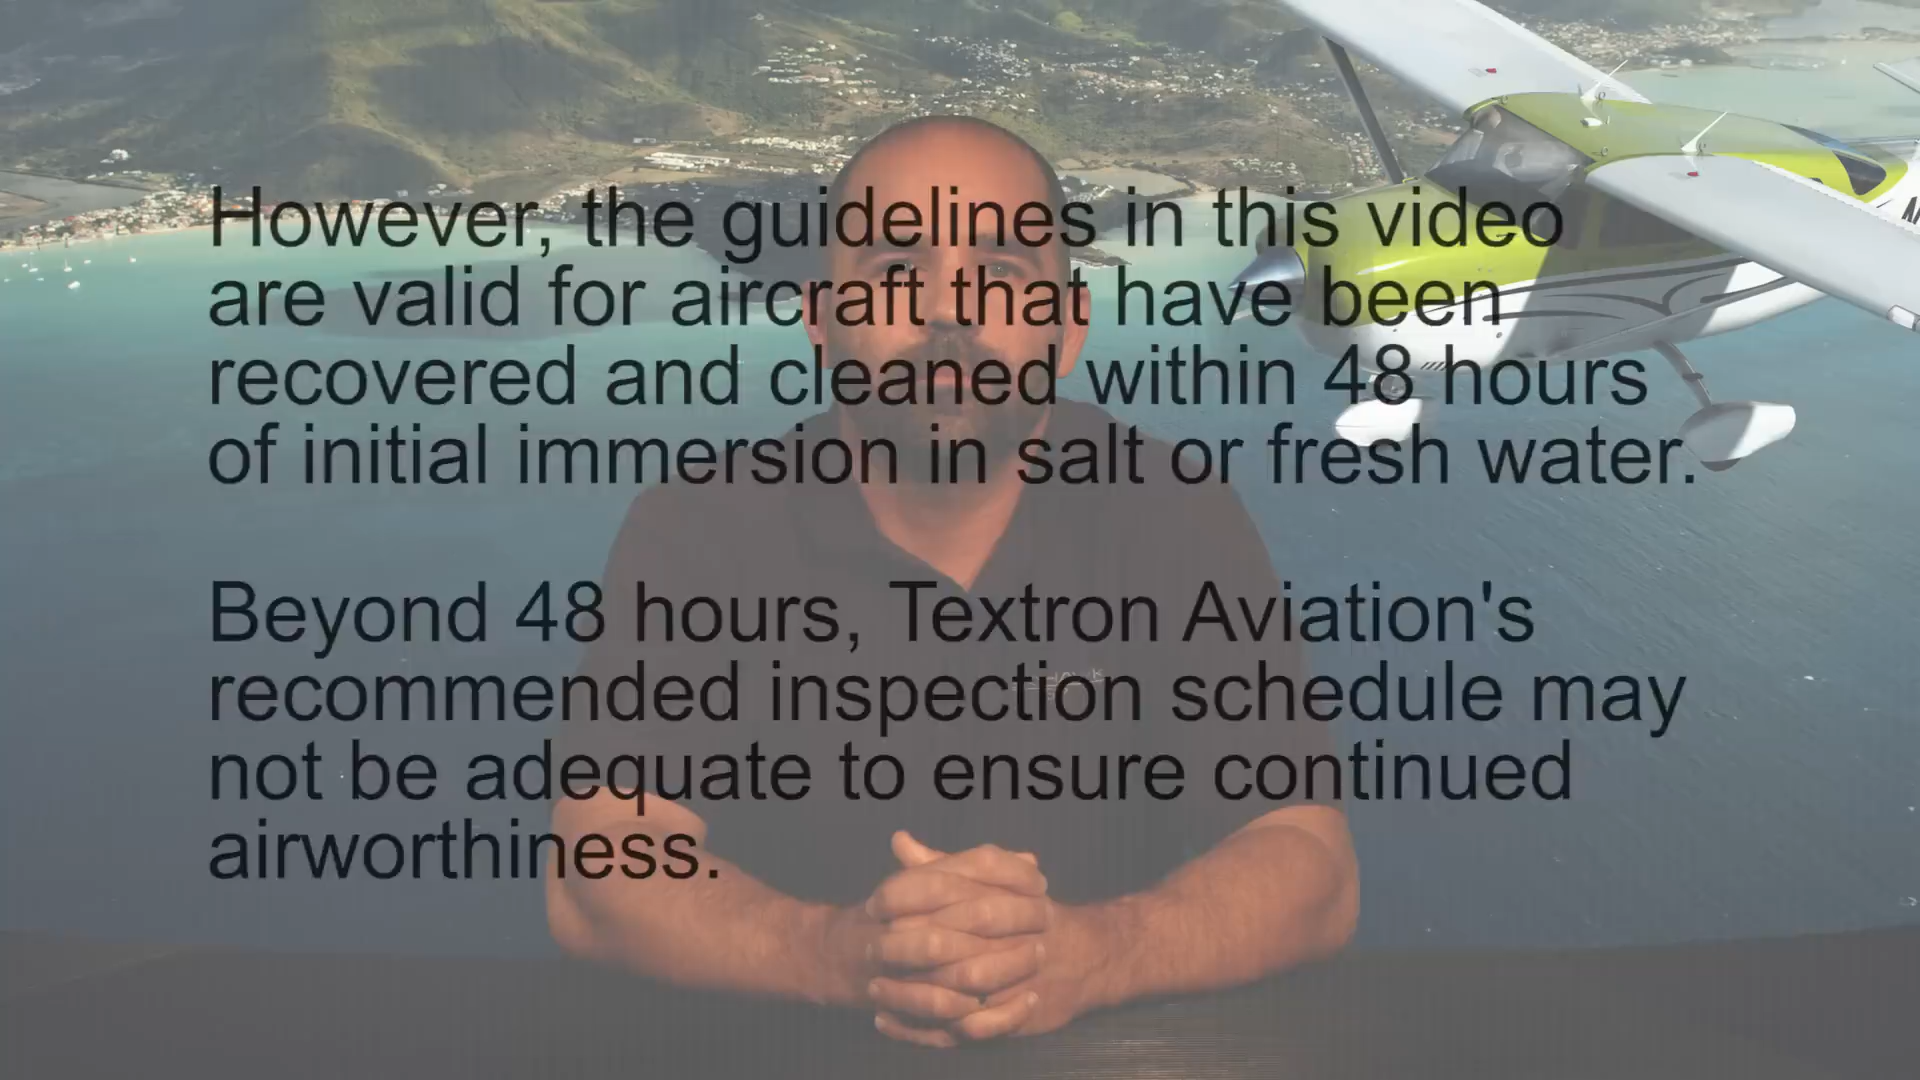 However, the guidelines in this video
are valid for aircraft that have been
recovered and cleaned within 48 hours
of initial immersion in salt or fresh water.
Beyond 48 hours, Textron Aviation's
recommended inspection schedule may
not be adequate to ensure continued
airworthiness.